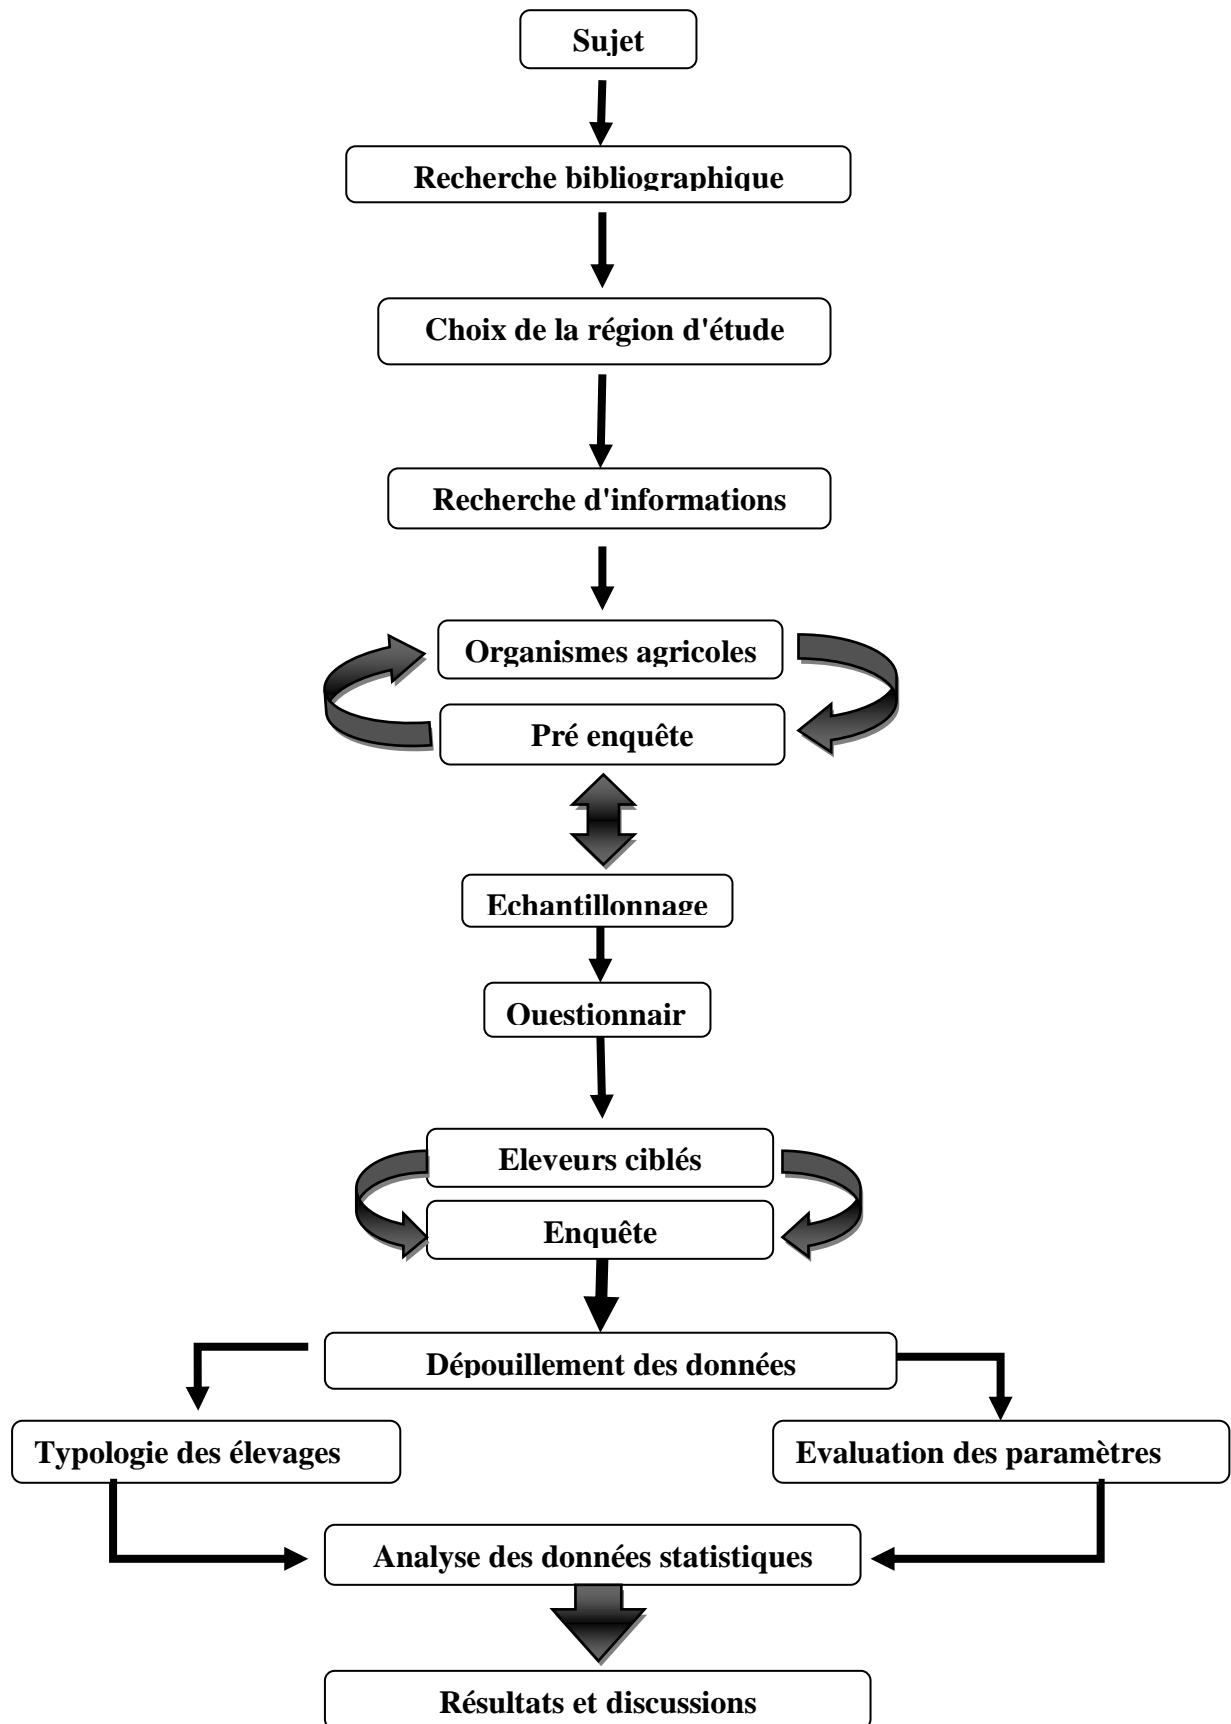 Sujet
Recherche bibliographique
Choix de la région d'étude
Recherche d'informations
Organismes agricoles
Pré enquête
Echantillonnage
Questionnair
Eleveurs ciblés
Enquête
Dépouillement des données
Typologie des élevages
Evaluation des paramètres
Analyse des données statistiques
Résultats et discussions